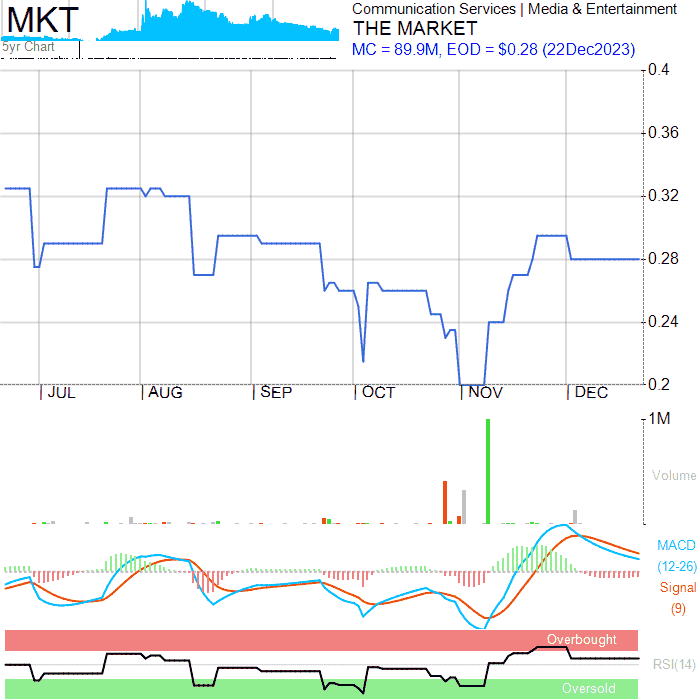 MKT
5yr Chart
Communication Services | Media & Entertainment
THE MARKET
MC = 89.9M, EOD = $0.28 (22Dec2023)
0.4
0.36
0.32
0.28
0.24
0.2
JUL AUG SEP OCT NOV DEC
1M
Volume
MACD
(12-26)
Signal
(9)
Overbought
RSI(14)
Oversold